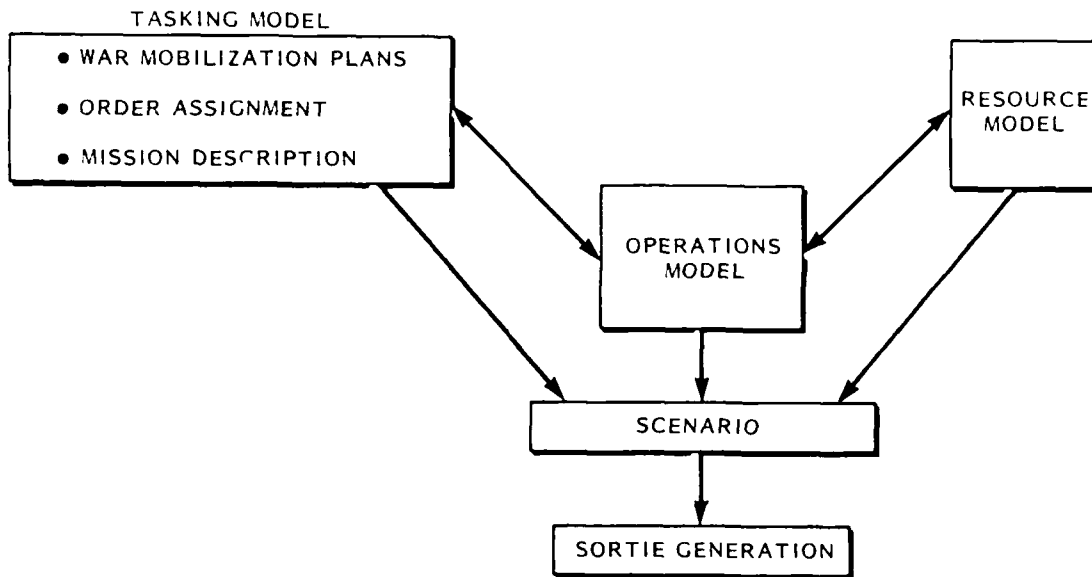 TASKING MODEL
• WAR MOBILIZATION PLANS
• ORDER ASSIGNMENT
• MISSION DESCRIPTION
RESOURCE
MODEL
OPERATIONS
MODEL
SCENARIO
SORTIE GENERATION